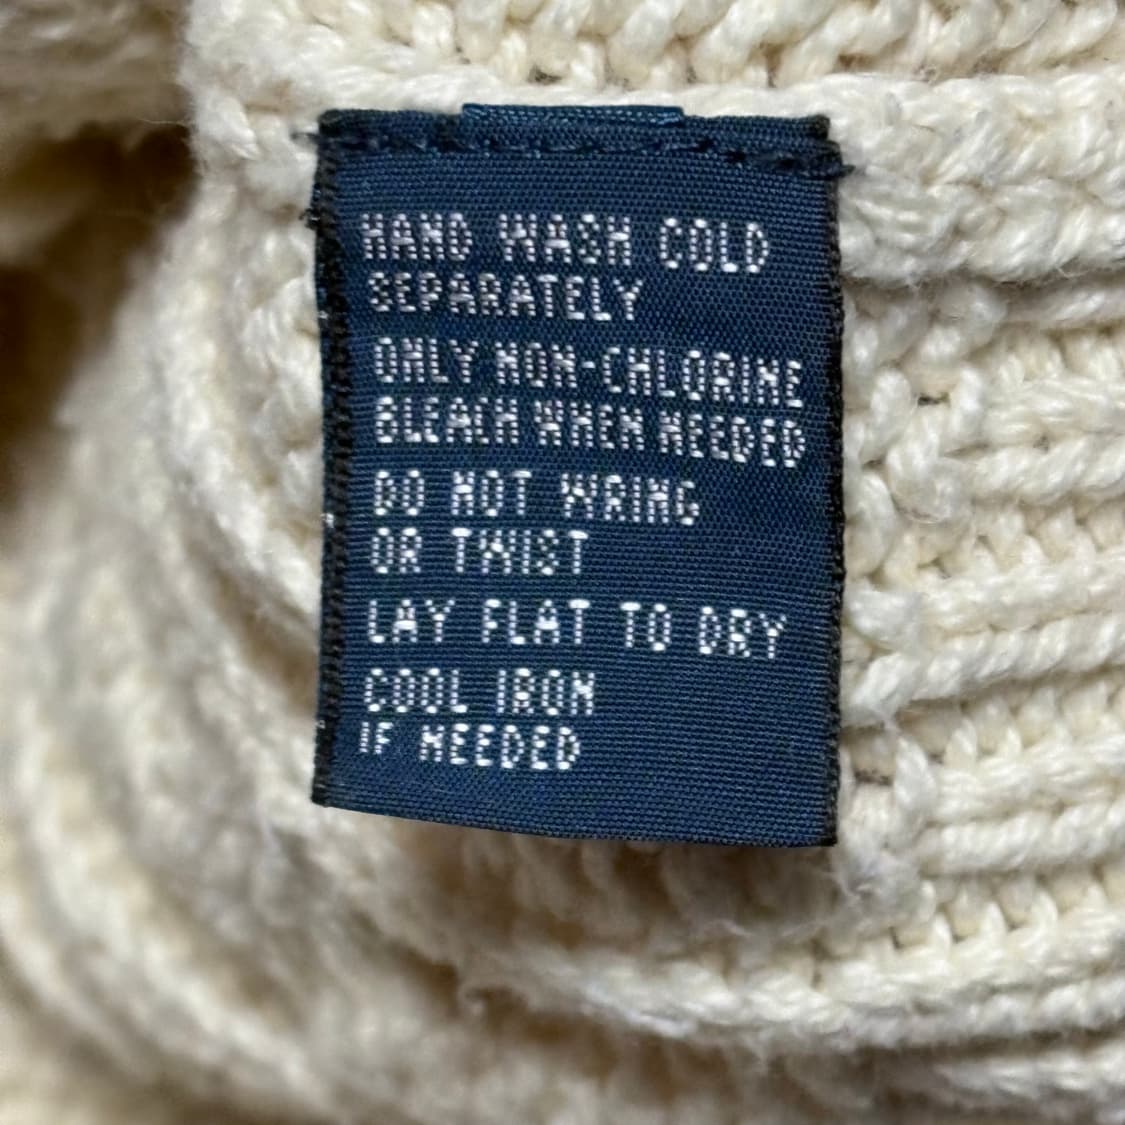 HAND WASH COLD
SEPARATELY
ONLY NON-CHLORINE
BLEACH WHEN NEEDED
DO NOT WRING
OR TWIST
LAY FLAT TO DRY
COOL IRON
IF NEEDED